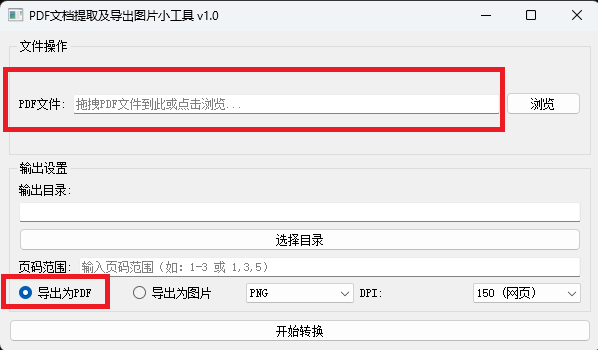 PDF文档提取及导出图片小工具 v1.0
文件操作
PDF文件: 拖拽PDF文件到此或点击浏览... 浏览
输出设置
输出目录:
选择目录
页码范围: 输入页码范围（如: 1-3 或 1,3,5）
导出为PDF 导出为图片 PNG DPI: 150 (网页)
开始转换